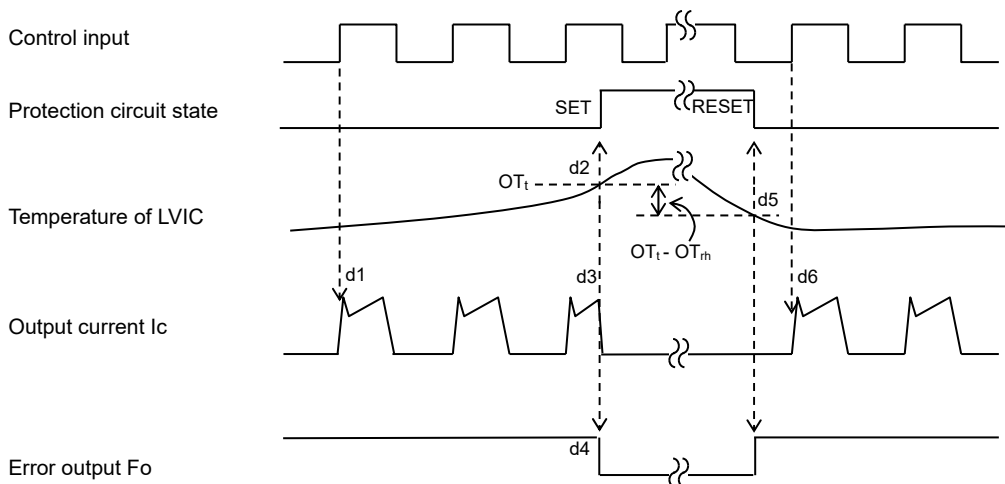 Control input
Protection circuit state
SET
RESET
d2
OTt
Temperature of LVIC
d5
OTt - OTrh
d1
d3
d6
Output current Ic
d4
Error output Fo